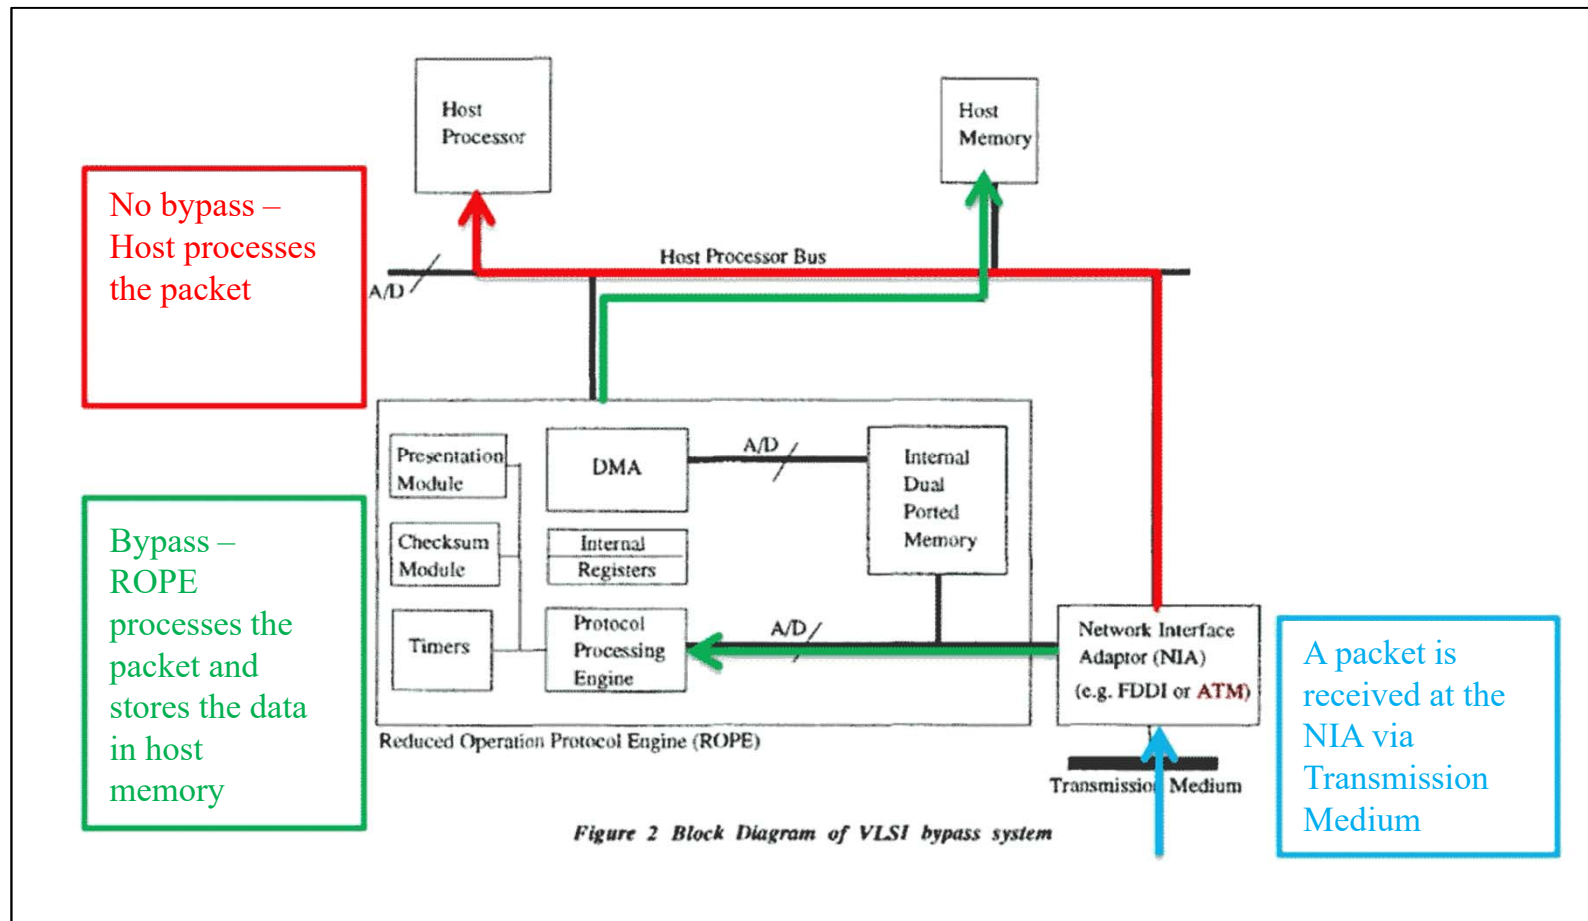 Host
Processor
Host
Memory
No bypass –
Host processes
the packet
Host Processor Bus
A/D
Presentation
Module
DMA
A/D
Internal
Dual
Ported
Memory
Checksum
Module
Internal
Registers
Timers
Protocol
Processing
Engine
A/D
Network Interface
Adaptor (NIA)
(e.g. FDDI or ATM)
Bypass –
ROPE
processes the
packet and
stores the data
in host
memory
A packet is
received at the
NIA via
Transmission
Medium
Reduced Operation Protocol Engine (ROPE)
Transmission Medium
Figure 2 Block Diagram of VLSI bypass system